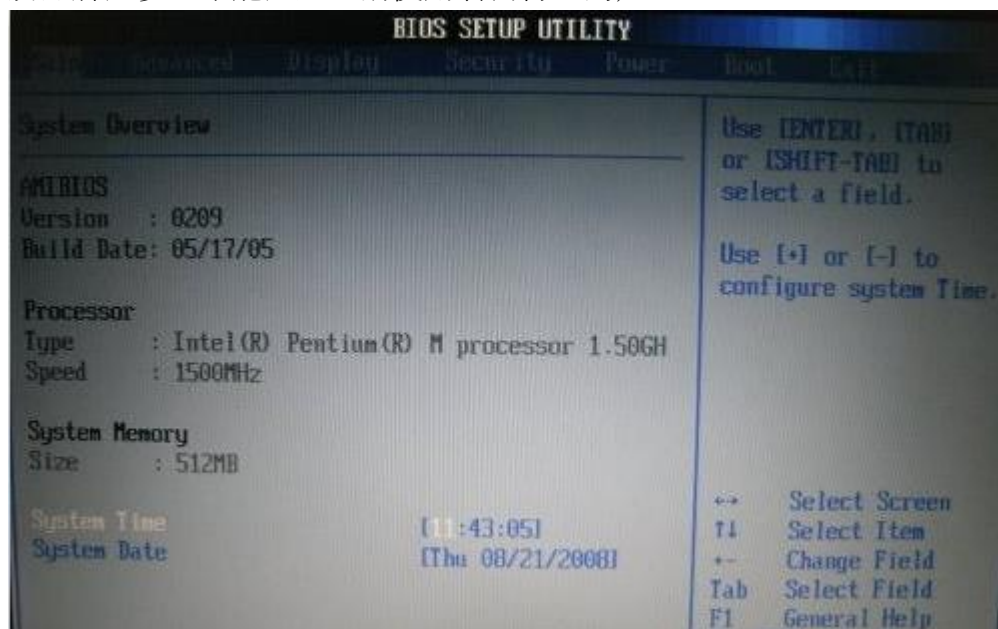 BIOS SETUP UTILITY
Main Advanced Display Security Power Boot Exit
System Overview
AMIBIOS
Version : 0209
Build Date: 05/17/05
Processor
Type : Intel(R) Pentium(R) M processor 1.50GH
Speed : 1500MHz
System Memory
Size : 512MB
System Time [11:43:05]
System Date [Thu 08/21/2008]
Use [ENTER], [TAB]
or [SHIFT-TAB] to
select a field.
Use [+] or [-] to
configure system Time.
←→ Select Screen
↑↓ Select Item
+- Change Field
Tab Select Field
F1 General Help